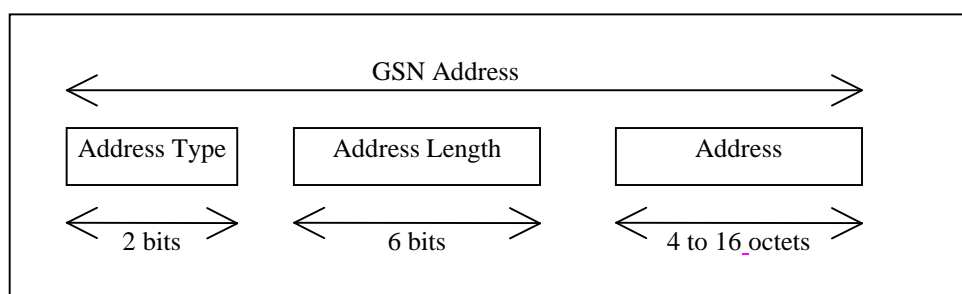 GSN Address
Address Type Address Length Address
2 bits 6 bits 4 to 16 octets